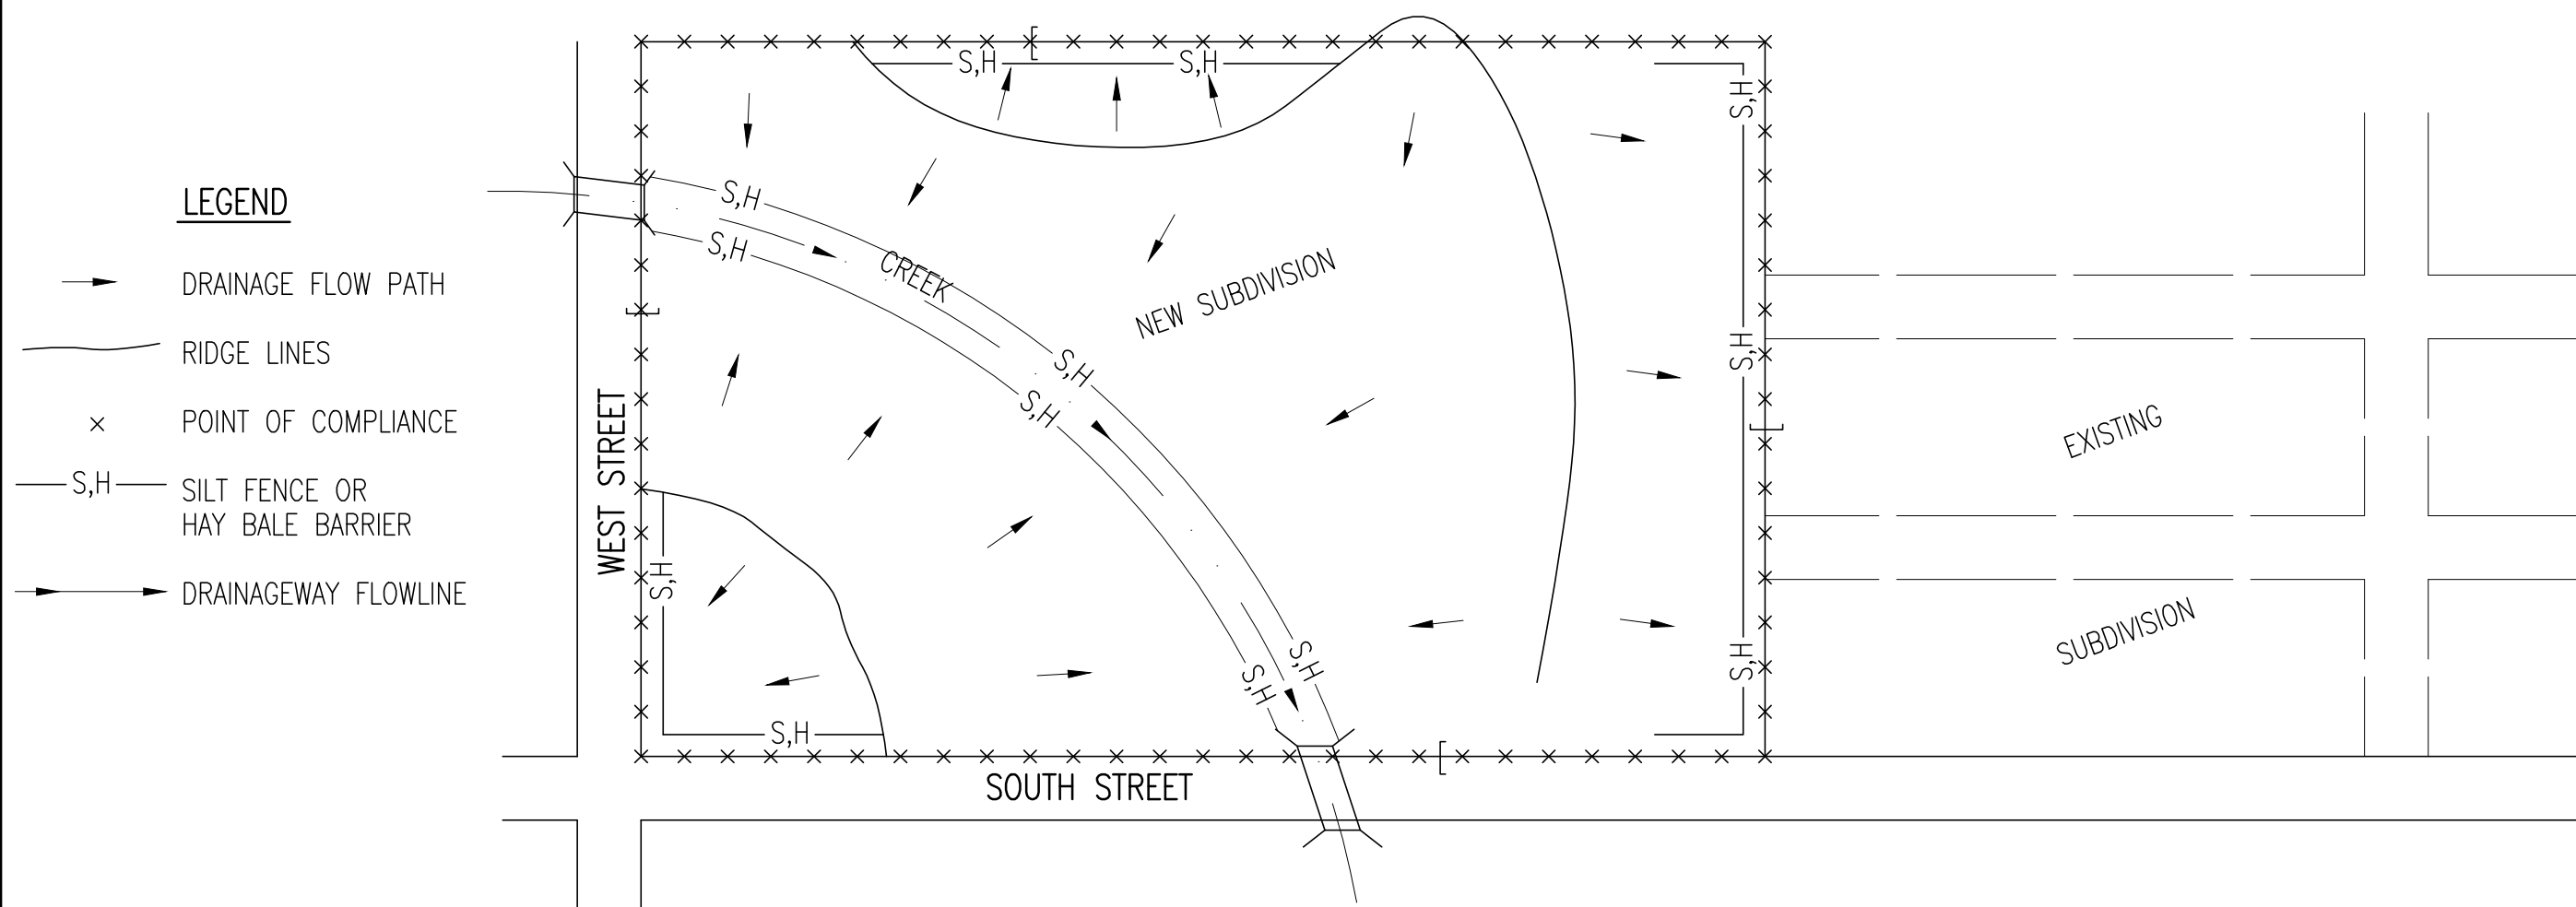 LEGEND
DRAINAGE FLOW PATH
RIDGE LINES
POINT OF COMPLIANCE
S,H
SILT FENCE OR
HAY BALE BARRIER
DRAINAGEWAY FLOWLINE
S,H
S,H
S,H
S,H
S,H
CREEK
NEW SUBDIVISION
S,H
S,H
S,H
WEST STREET
S,H
S,H
S,H
S,H
S,H
SOUTH STREET
EXISTING
SUBDIVISION